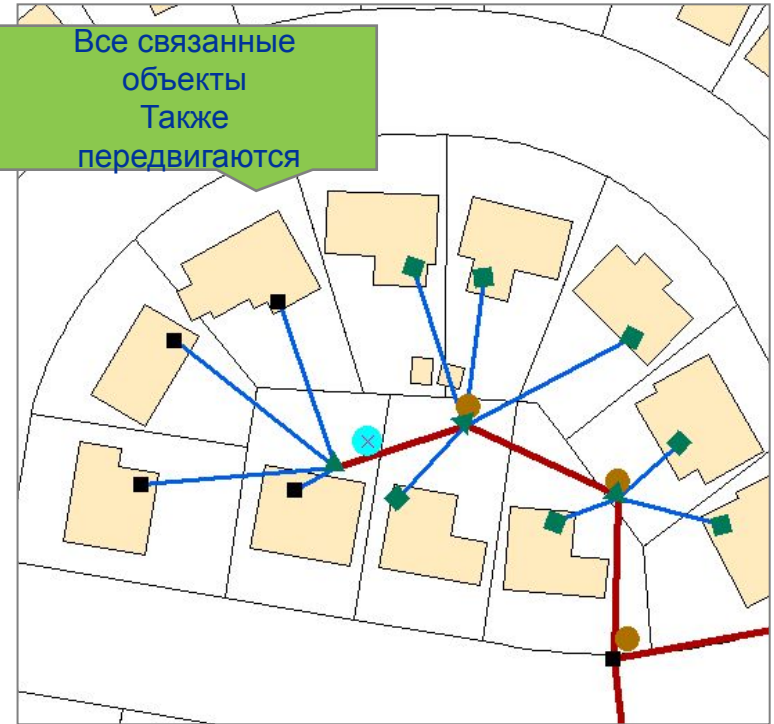 Все связанные
объекты
Также
передвигаются